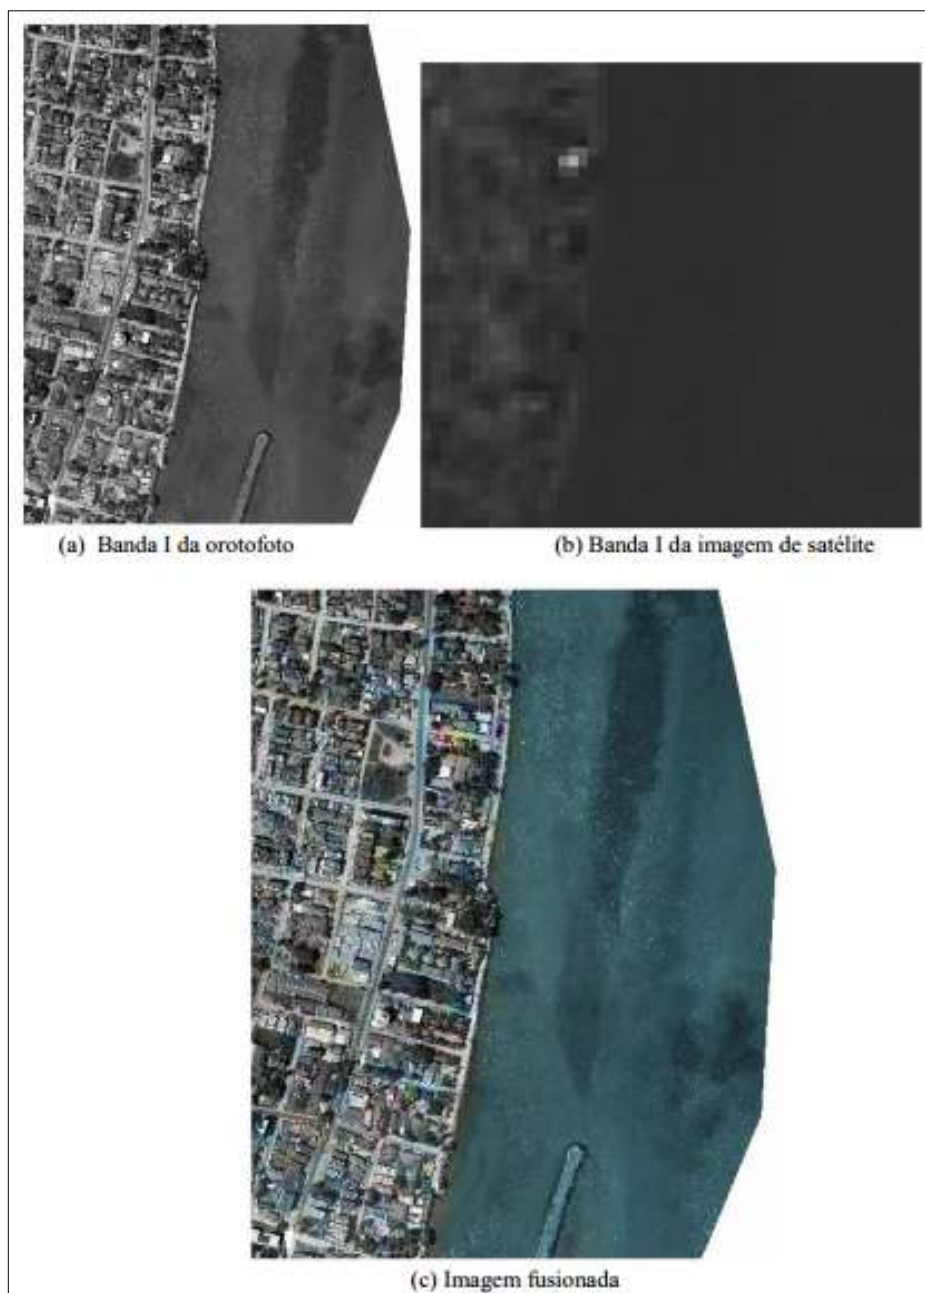 (a) Banda I da orotofoto
(b) Banda I da imagem de satélite
(c) Imagem fusionada